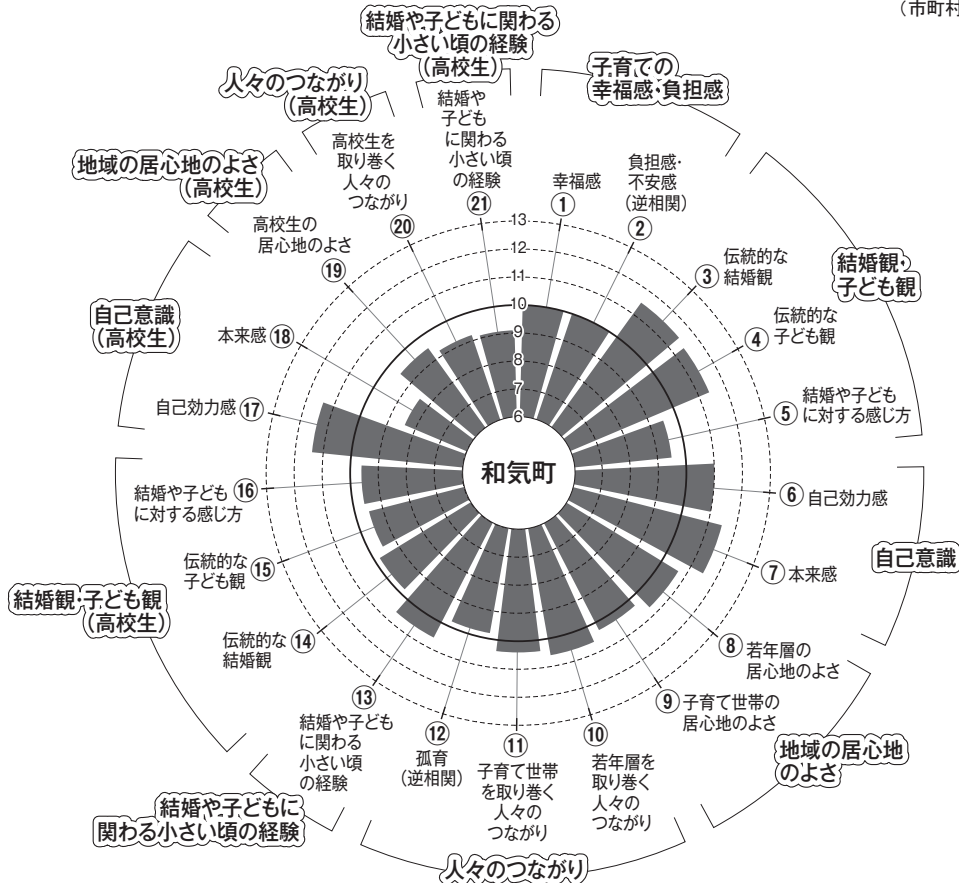 （市町村
結婚や子どもに関わる
小さい頃の経験
（高校生）
人々のつながり
（高校生）
地域の居心地のよさ
（高校生）
自己意識
（高校生）
結婚観・子ども観
（高校生）
結婚や子どもに
関わる小さい頃の経験
人々のつながり
地域の居心地
のよさ
自己意識
結婚観・
子ども観
子育ての
幸福感・負担感
幸福感
①
負担感・
不安感
（逆相関）
②
③
伝統的な
結婚観
④
伝統的な
子ども観
⑤
結婚や子ども
に対する感じ方
⑥
自己効力感
⑦
本来感
⑧
若年層の
居心地のよさ
⑨
子育て世帯の
居心地のよさ
⑩
若年層を
取り巻く
人々の
つながり
⑪
子育て世帯
を取り巻く
人々の
つながり
⑫
孤育
（逆相関）
⑬
結婚や子ども
に関わる
小さい頃
の経験
伝統的な
結婚観
⑭
伝統的な
子ども観
⑮
結婚や子ども
に対する感じ方
⑯
自己効力感
⑰
本来感
⑱
高校生の
居心地のよさ
⑲
高校生を
取り巻く
人々の
つながり
⑳
結婚や
子ども
に関わる
小さい頃
の経験
㉑
13
12
11
10
9
8
7
6
和気町